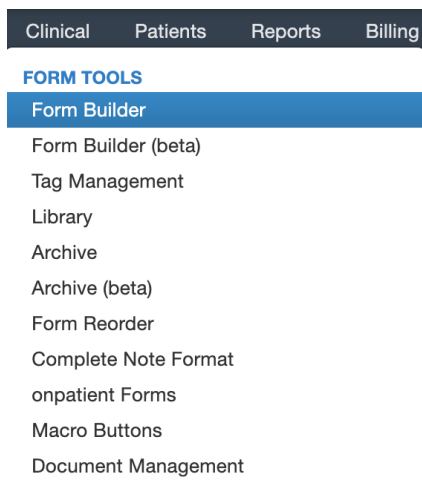 Clinical Patients Reports Billing
FORM TOOLS
Form Builder
Form Builder (beta)
Tag Management
Library
Archive
Archive (beta)
Form Reorder
Complete Note Format
onpatient Forms
Macro Buttons
Document Management